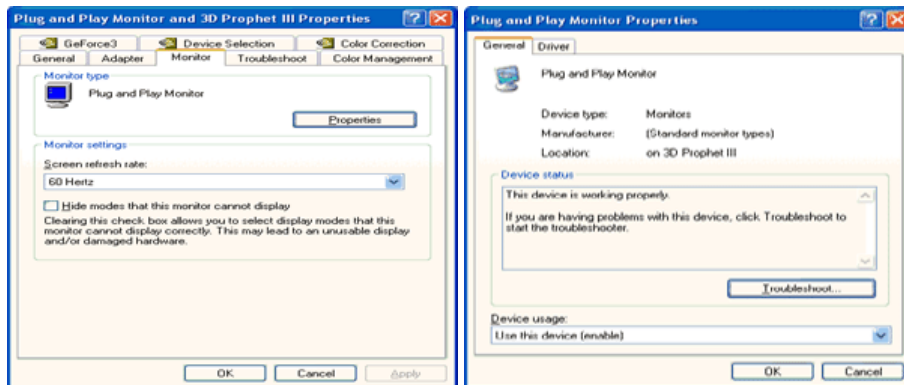 Plug and Play Monitor and 3D Prophet III Properties
GeForce3 Device Selection Color Correction
General Adapter Monitor Troubleshoot Color Management
Monitor type
Plug and Play Monitor
Properties
Monitor settings
Screen refresh rate:
60 Hertz
Hide modes that this monitor cannot display
Clearing this check box allows you to select display modes that this
monitor cannot display correctly. This may lead to an unusable display
and/or damaged hardware.
OK Cancel Apply
Plug and Play Monitor Properties
General Driver
Plug and Play Monitor
Device type: Monitors
Manufacturer: (Standard monitor types)
Location: on 3D Prophet III
Device status
This device is working properly.
If you are having problems with this device, click Troubleshoot to
start the troubleshooter.
Troubleshoot...
Device usage:
Use this device (enable)
OK Cancel